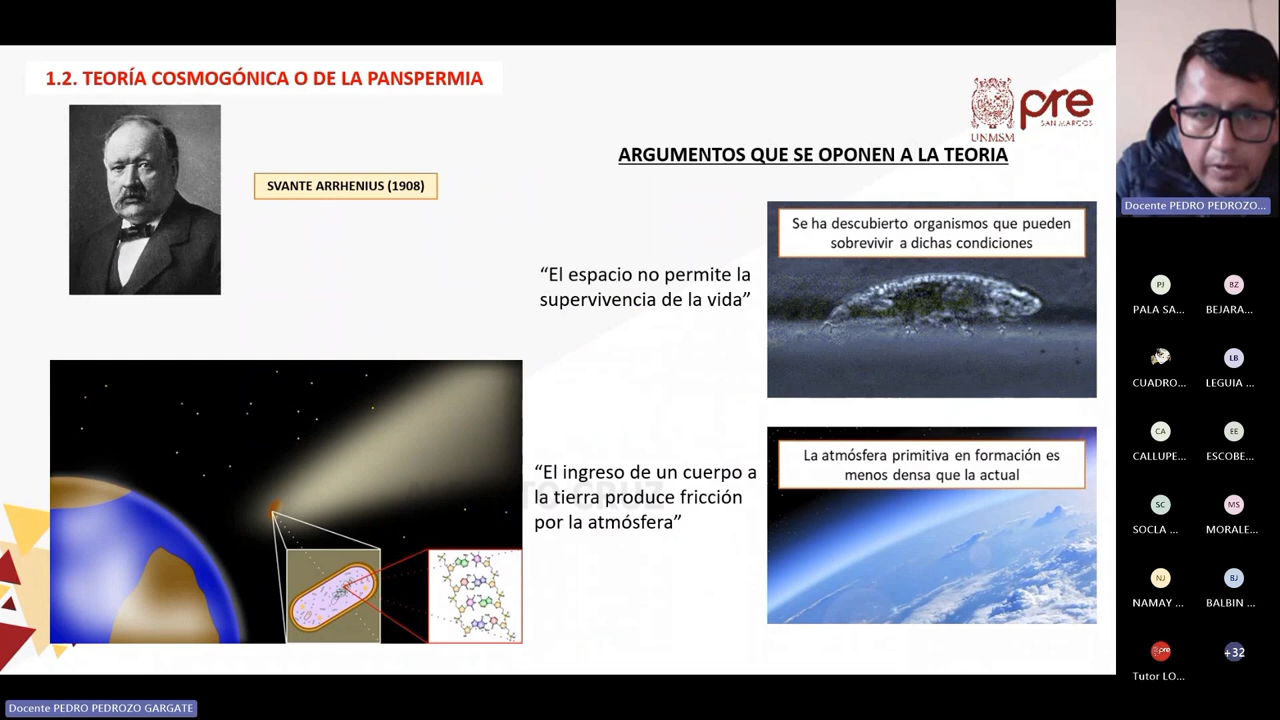 1.2. TEORÍA COSMOGÓNICA O DE LA PANSPERMIA
pre
SAN MARCOS
UNMSM
ARGUMENTOS QUE SE OPONEN A LA TEORIA
SVANTE ARRHENIUS (1908)
Se ha descubierto organismos que pueden
sobrevivir a dichas condiciones
“El espacio no permite la
supervivencia de la vida”
La atmósfera primitiva en formación es
menos densa que la actual
“El ingreso de un cuerpo a
la tierra produce fricción
por la atmósfera”
Docente PEDRO PEDROZO...
PJ
BZ
PALA SA...
BEJARA...
LB
CUADRO...
LEGUIA ...
CA
EE
CALLUPE...
ESCOBE...
SC
MS
SOCLA ...
MORALE...
NJ
BJ
NAMAY ...
BALBIN ...
pre
+32
Tutor LO...
Docente PEDRO PEDROZO GARGATE